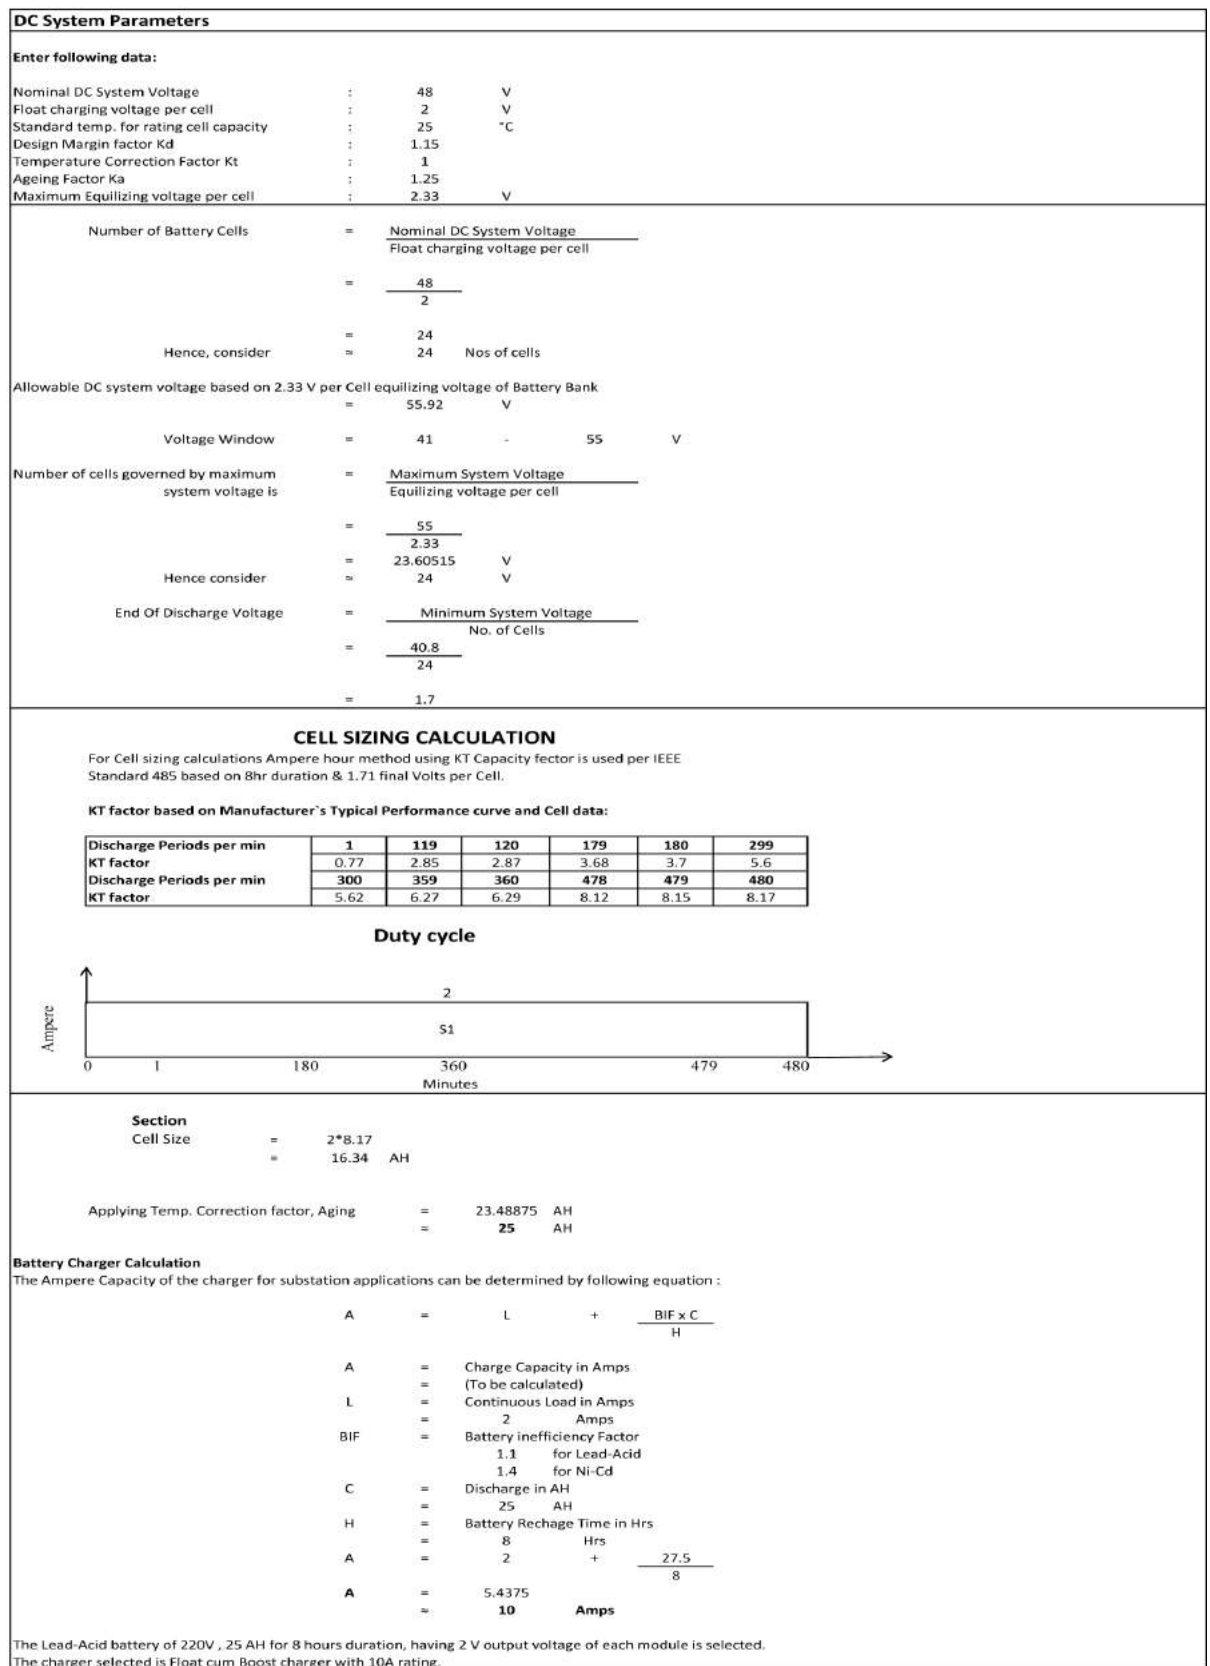 DC System Parameters
Enter following data:
Nominal DC System Voltage : 48 V
Float charging voltage per cell : 2 V
Standard temp. for rating cell capacity : 25 °C
Design Margin factor Kd : 1.15
Temperature Correction Factor Kt : 1
Ageing Factor Ka : 1.25
Maximum Equilizing voltage per cell : 2.33 V
Number of Battery Cells = Nominal DC System Voltage
Float charging voltage per cell
= 48
2
= 24
Hence, consider ≈ 24 Nos of cells
Allowable DC system voltage based on 2.33 V per Cell equilizing voltage of Battery Bank
= 55.92 V
Voltage Window = 41 - 55 V
Number of cells governed by maximum = Maximum System Voltage
system voltage is Equilizing voltage per cell
= 55
2.33
= 23.60515 V
Hence consider ≈ 24 V
End Of Discharge Voltage = Minimum System Voltage
No. of Cells
= 40.8
24
= 1.7
CELL SIZING CALCULATION
For Cell sizing calculations Ampere hour method using KT Capacity fector is used per IEEE
Standard 485 based on 8hr duration & 1.71 final Volts per Cell.
KT factor based on Manufacturer`s Typical Performance curve and Cell data:
Discharge Periods per min 1 119 120 179 180 299
KT factor 0.77 2.85 2.87 3.68 3.7 5.6
Discharge Periods per min 300 359 360 478 479 480
KT factor 5.62 6.27 6.29 8.12 8.15 8.17
Duty cycle
2
Ampere
S1
0 1 180 360 479 480
Minutes
Section
Cell Size = 2*8.17
= 16.34 AH
Applying Temp. Correction factor, Aging = 23.48875 AH
≈ 25 AH
Battery Charger Calculation
The Ampere Capacity of the charger for substation applications can be determined by following equation :
A = L + BIF x C
H
A = Charge Capacity in Amps
= (To be calculated)
L = Continuous Load in Amps
= 2 Amps
BIF = Battery inefficiency Factor
1.1 for Lead-Acid
1.4 for Ni-Cd
C = Discharge in AH
= 25 AH
H = Battery Rechage Time in Hrs
= 8 Hrs
A = 2 + 27.5
8
A = 5.4375
≈ 10 Amps
The Lead-Acid battery of 220V , 25 AH for 8 hours duration, having 2 V output voltage of each module is selected.
The charger selected is Float cum Boost charger with 10A rating.